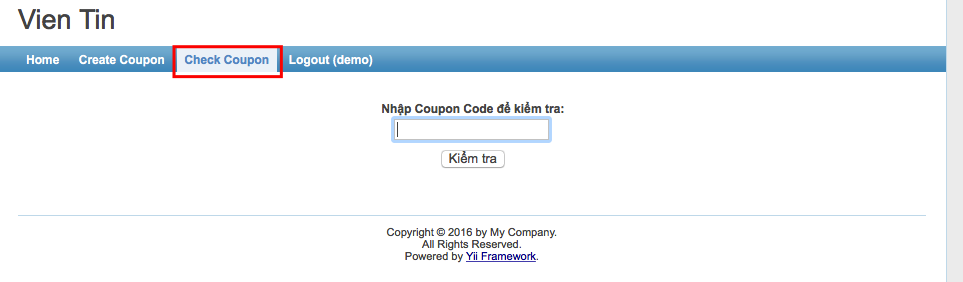 Vien Tin
Home Create Coupon Check Coupon Logout (demo)
Nhập Coupon Code để kiểm tra:
Kiểm tra
Copyright © 2016 by My Company.
All Rights Reserved.
Powered by Yii Framework.